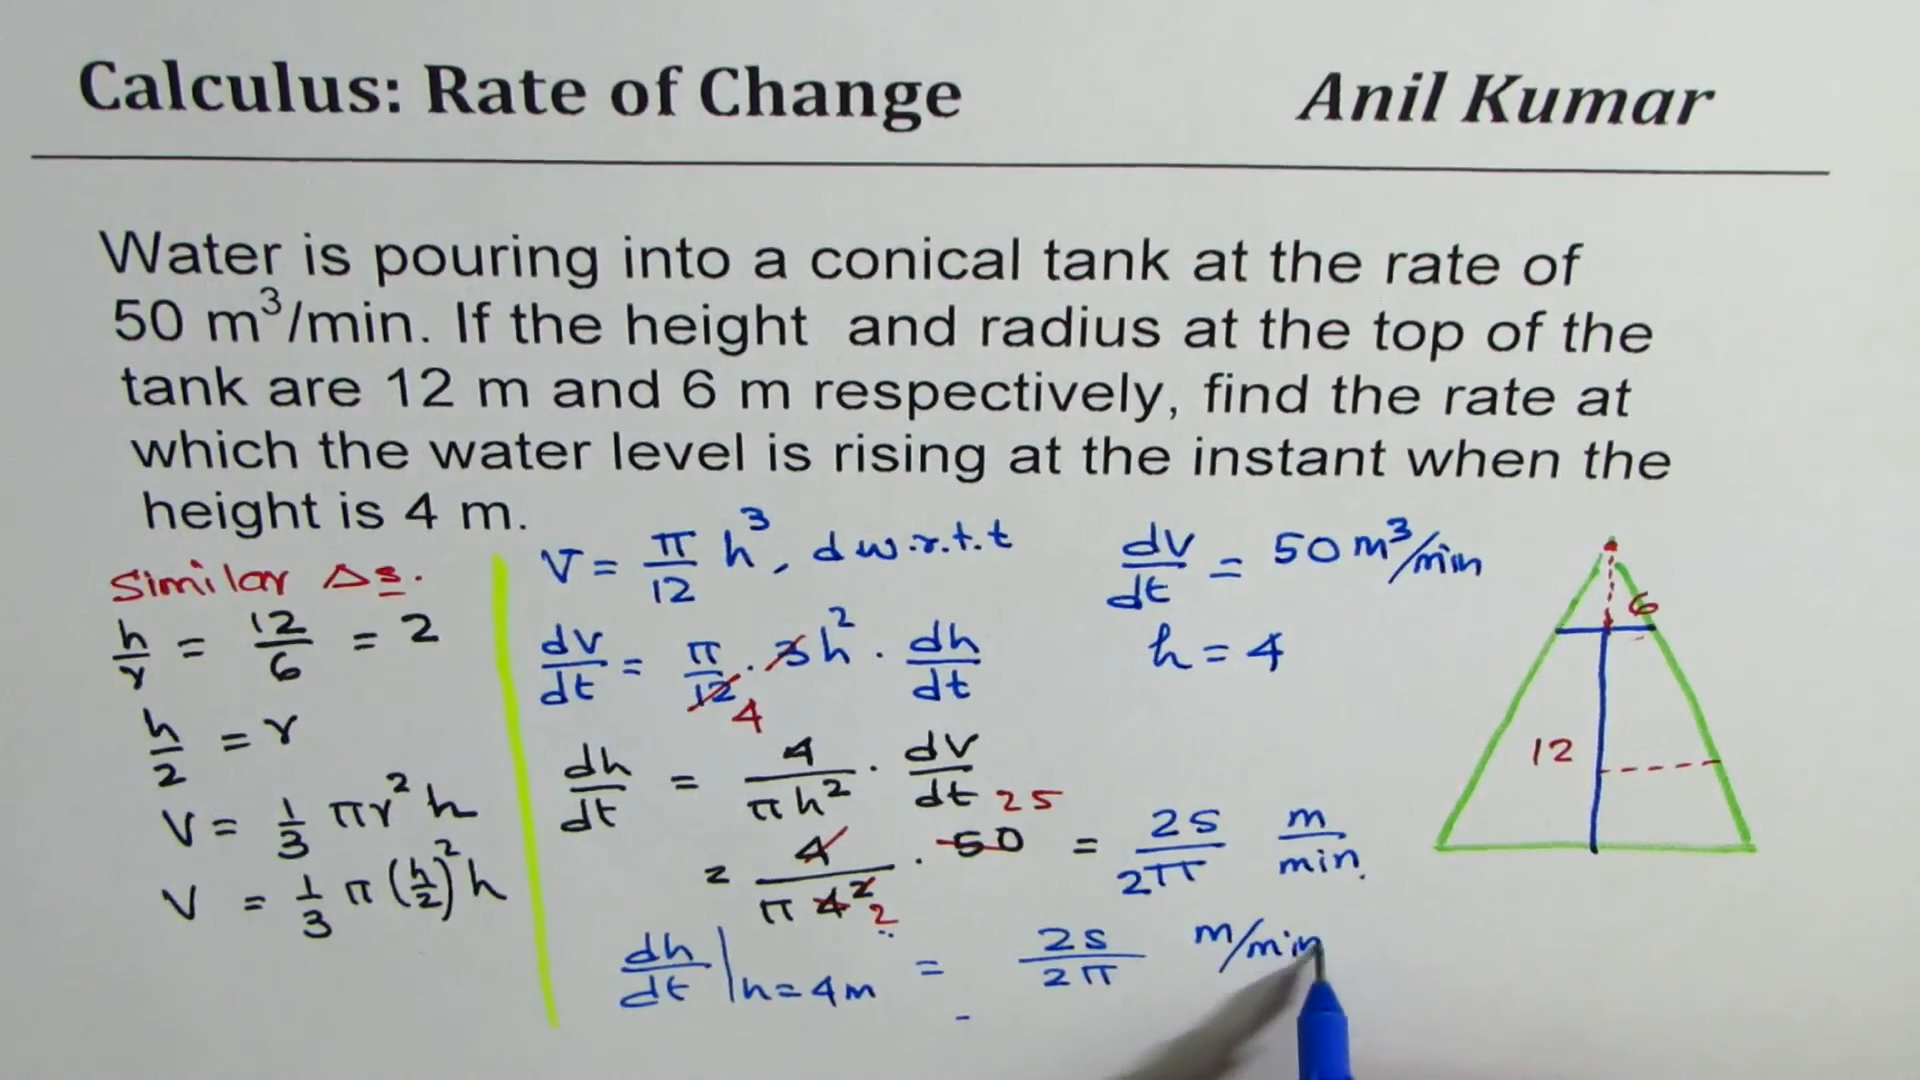 Calculus: Rate of Change
Anil Kumar
Water is pouring into a conical tank at the rate of
50 m³/min. If the height and radius at the top of the
tank are 12 m and 6 m respectively, find the rate at
which the water level is rising at the instant when the
height is 4 m.
Similar Δs.
h/r = 12/6 = 2
h/2 = r
V = 1/3 πr² h
V = 1/3 π (h/2)² h
V = π/12 h³, d w.r.t.t
dV/dt = π/12 · 3h² · dh/dt
4
dh/dt = 4/πh² · dV/dt
= 4/π4² · 50 = 25/2π m/min.
25
2
dh/dt |h=4m = 25/2π m/min
dV/dt = 50 m³/min
h = 4
6
12